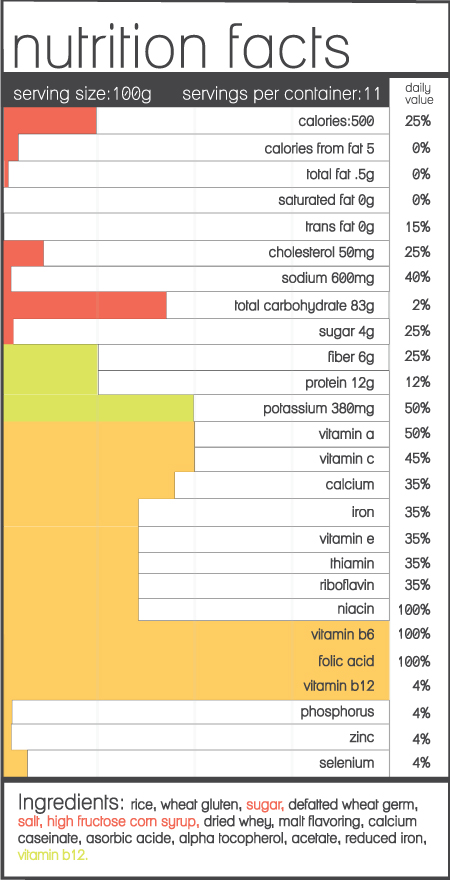 nutrition facts
serving size:100g servings per container:11 daily value
calories:500 25%
calories from fat 5 0%
total fat .5g 0%
saturated fat 0g 0%
trans fat 0g 15%
cholesterol 50mg 25%
sodium 600mg 40%
total carbohydrate 83g 2%
sugar 4g 25%
fiber 6g 25%
protein 12g 12%
potassium 380mg 50%
vitamin a 50%
vitamin c 45%
calcium 35%
iron 35%
vitamin e 35%
thiamin 35%
riboflavin 35%
niacin 100%
vitamin b6 100%
folic acid 100%
vitamin b12 4%
phosphorus 4%
zinc 4%
selenium 4%
Ingredients: rice, wheat gluten, sugar, defatted wheat germ,
salt, high fructose corn syrup, dried whey, malt flavoring, calcium
caseinate, asorbic acide, alpha tocopherol, acetate, reduced iron,
vitamin b12.